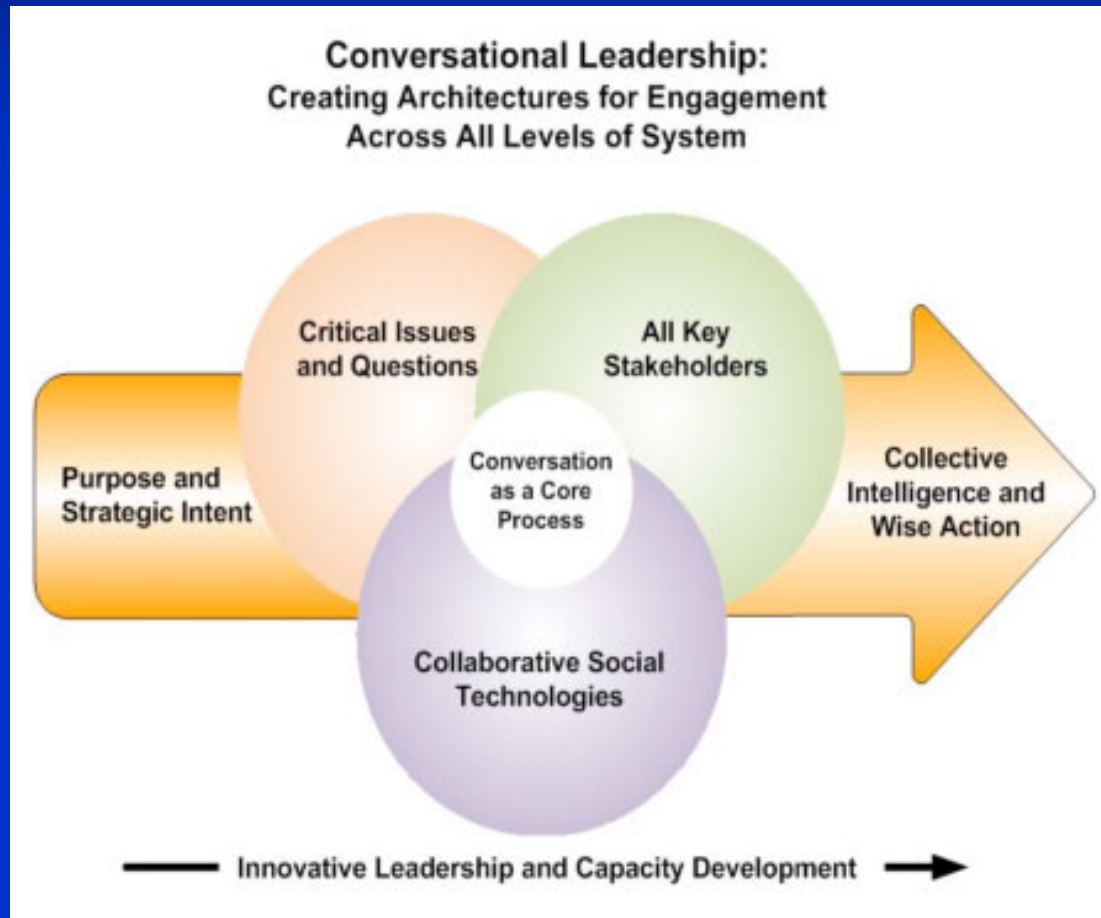 Conversational Leadership:
Creating Architectures for Engagement
Across All Levels of System
Critical Issues
and Questions
All Key
Stakeholders
Purpose and
Strategic Intent
Conversation
as a Core
Process
Collective
Intelligence and
Wise Action
Collaborative Social
Technologies
Innovative Leadership and Capacity Development